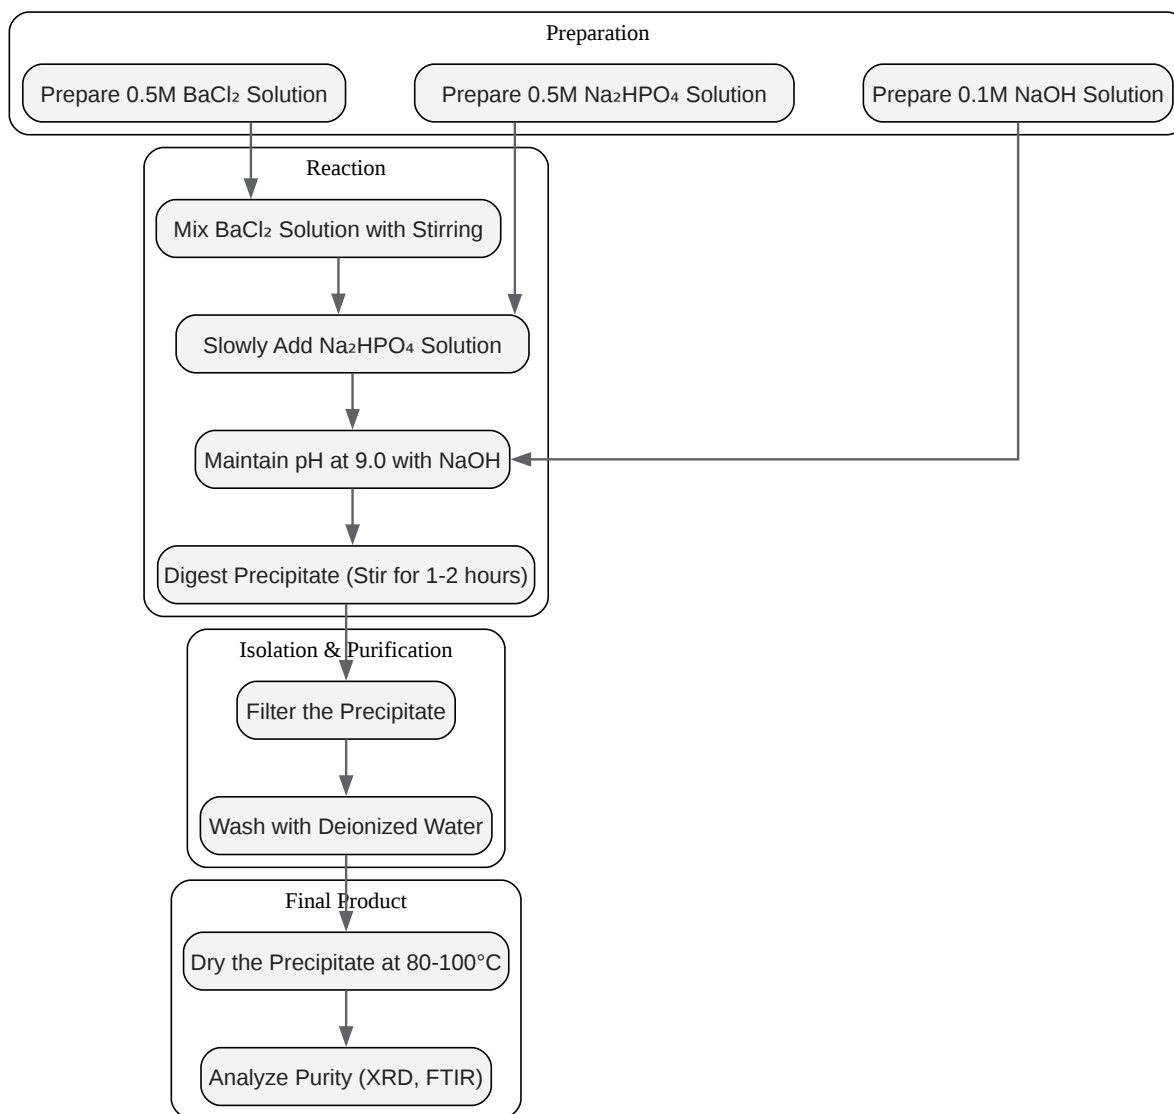 Preparation
Prepare 0.5M BaCl₂ Solution
Prepare 0.5M Na₂HPO₄ Solution
Prepare 0.1M NaOH Solution
Reaction
Mix BaCl₂ Solution with Stirring
Slowly Add Na₂HPO₄ Solution
Maintain pH at 9.0 with NaOH
Digest Precipitate (Stir for 1-2 hours)
Isolation & Purification
Filter the Precipitate
Wash with Deionized Water
Final Product
Dry the Precipitate at 80-100°C
Analyze Purity (XRD, FTIR)